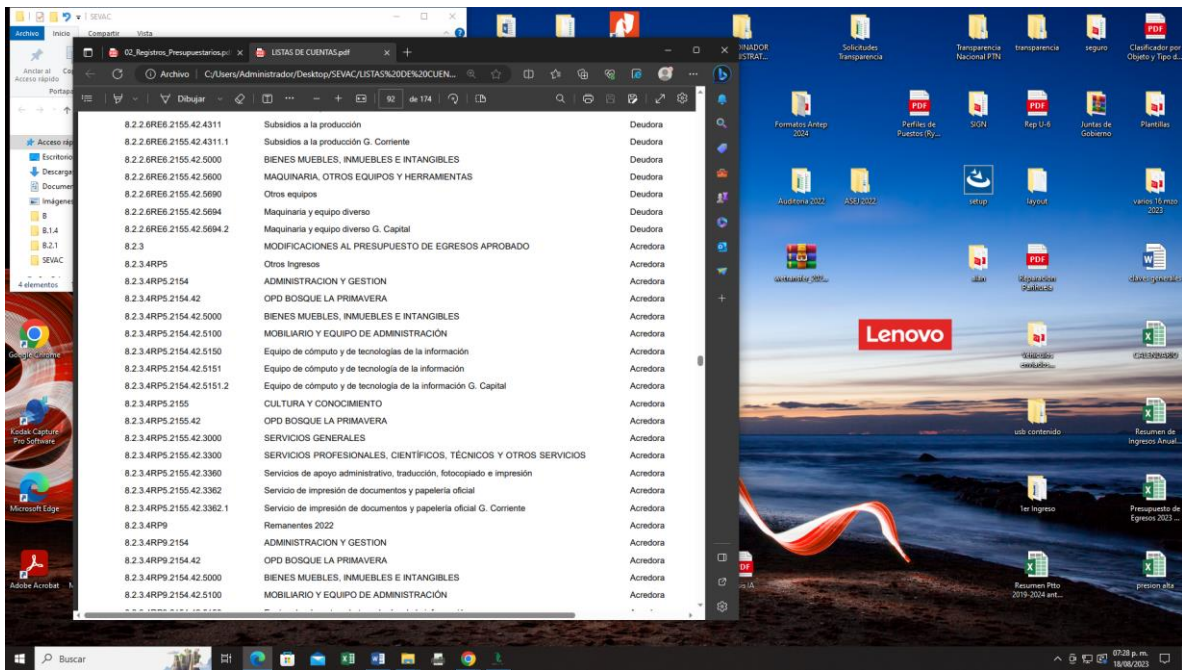 SEVAC
Archivo Inicio Compartir Vista
Anclar al
Acceso rápido
Escritorio
B
B.1.4
B.2.1
SEVAC
4 elementos
02_Registros_Presupuestarios.pd
LISTAS DE CUENTAS.pdf
Archivo C:/Users/Administrador/Desktop/SEVAC/LISTAS%20DE%20CUEN...
Dibujar 92 de 174
8.2.2.6RE6.2155.42.4311 Subsidios a la producción Deudora
8.2.2.6RE6.2155.42.4311.1 Subsidios a la producción G. Corriente Deudora
8.2.2.6RE6.2155.42.5000 BIENES MUEBLES, INMUEBLES E INTANGIBLES Deudora
8.2.2.6RE6.2155.42.5600 MAQUINARIA, OTROS EQUIPOS Y HERRAMIENTAS Deudora
8.2.2.6RE6.2155.42.5690 Otros equipos Deudora
8.2.2.6RE6.2155.42.5694 Maquinaria y equipo diverso Deudora
8.2.2.6RE6.2155.42.5694.2 Maquinaria y equipo diverso G. Capital Deudora
8.2.3 MODIFICACIONES AL PRESUPUESTO DE EGRESOS APROBADO Acredora
8.2.3.4RP5 Otros Ingresos Acredora
8.2.3.4RP5.2154 ADMINISTRACION Y GESTION Acredora
8.2.3.4RP5.2154.42 OPD BOSQUE LA PRIMAVERA Acredora
8.2.3.4RP5.2154.42.5000 BIENES MUEBLES, INMUEBLES E INTANGIBLES Acredora
8.2.3.4RP5.2154.42.5100 MOBILIARIO Y EQUIPO DE ADMINISTRACIÓN Acredora
8.2.3.4RP5.2154.42.5150 Equipo de cómputo y de tecnologías de la información Acredora
8.2.3.4RP5.2154.42.5151 Equipo de cómputo y de tecnología de la información Acredora
8.2.3.4RP5.2154.42.5151.2 Equipo de cómputo y de tecnología de la información G. Capital Acredora
8.2.3.4RP5.2155 CULTURA Y CONOCIMIENTO Acredora
8.2.3.4RP5.2155.42 OPD BOSQUE LA PRIMAVERA Acredora
8.2.3.4RP5.2155.42.3000 SERVICIOS GENERALES Acredora
8.2.3.4RP5.2155.42.3300 SERVICIOS PROFESIONALES, CIENTÍFICOS, TÉCNICOS Y OTROS SERVICIOS Acredora
8.2.3.4RP5.2155.42.3360 Servicios de apoyo administrativo, traducción, fotocopiado e impresión Acredora
8.2.3.4RP5.2155.42.3362 Servicio de impresión de documentos y papelería oficial Acredora
8.2.3.4RP5.2155.42.3362.1 Servicio de impresión de documentos y papelería oficial G. Corriente Acredora
8.2.3.4RP9 Remanentes 2022 Acredora
8.2.3.4RP9.2154 ADMINISTRACION Y GESTION Acredora
8.2.3.4RP9.2154.42 OPD BOSQUE LA PRIMAVERA Acredora
8.2.3.4RP9.2154.42.5000 BIENES MUEBLES, INMUEBLES E INTANGIBLES Acredora
8.2.3.4RP9.2154.42.5100 MOBILIARIO Y EQUIPO DE ADMINISTRACIÓN Acredora
Google Chrome
Kodak Capture Pro Software
Microsoft Edge
Adobe Acrobat
Solicitudes Transparencia
Transparencia Nacional PTN
transparencia
seguro
Clasificador por Objeto y Tipo d...
Formatos Antep 2024
Perfiles de Puestos (Ry...
SIGN
Rep U-6
Juntas de Gobierno
Plantillas
Auditoria 2022
ASEJ 2022
setup
layout
varios 16 mzo 2023
alan
Reparacion
claves generales
Lenovo
Vehiculos enviados...
CALENDARIO
usb contenido
Resumen de Ingresos Anual...
1er Ingreso
Presupuesto de Egresos 2023 ...
Resumen Ptto 2019-2024 ant...
presion alta
Buscar
07:28 p. m.
18/08/2023